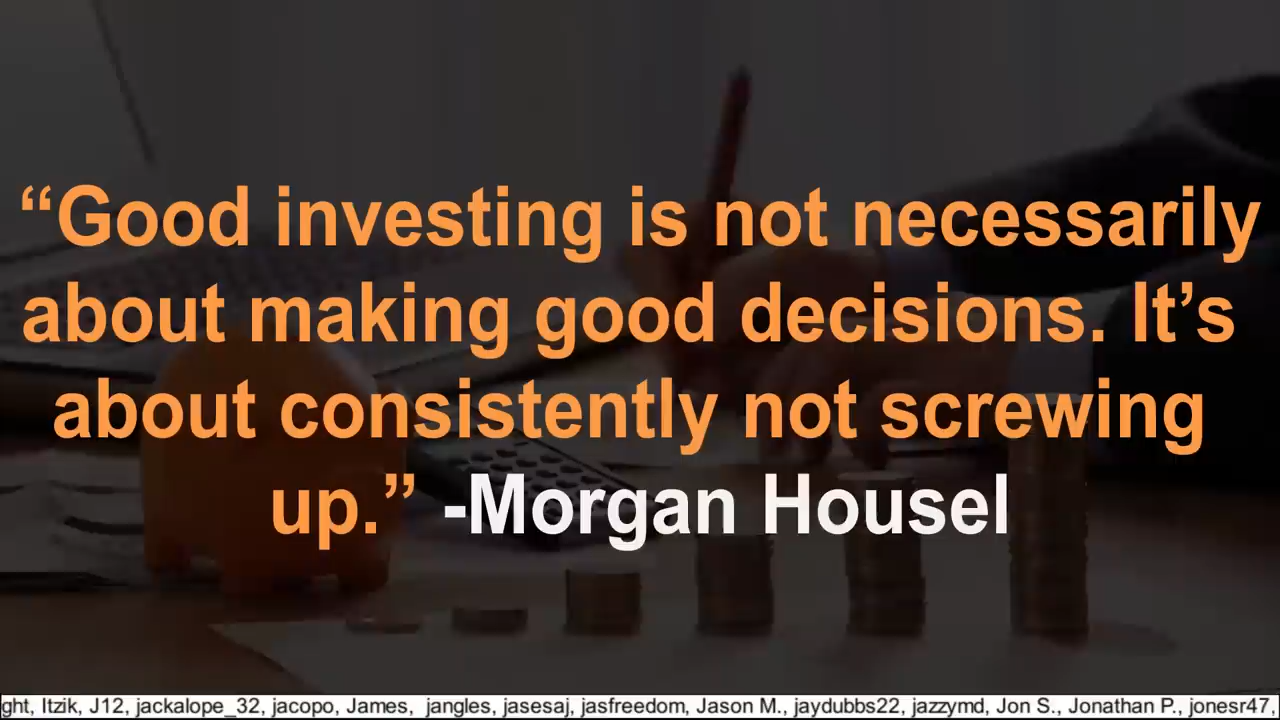 “Good investing is not necessarily
about making good decisions. It’s
about consistently not screwing
up.” -Morgan Housel
ght, Itzik, J12, jackalope_32, jacopo, James,  jangles, jasesaj, jasfreedom, Jason M., jaydubbs22, jazzymd, Jon S., Jonathan P., jonesr47,